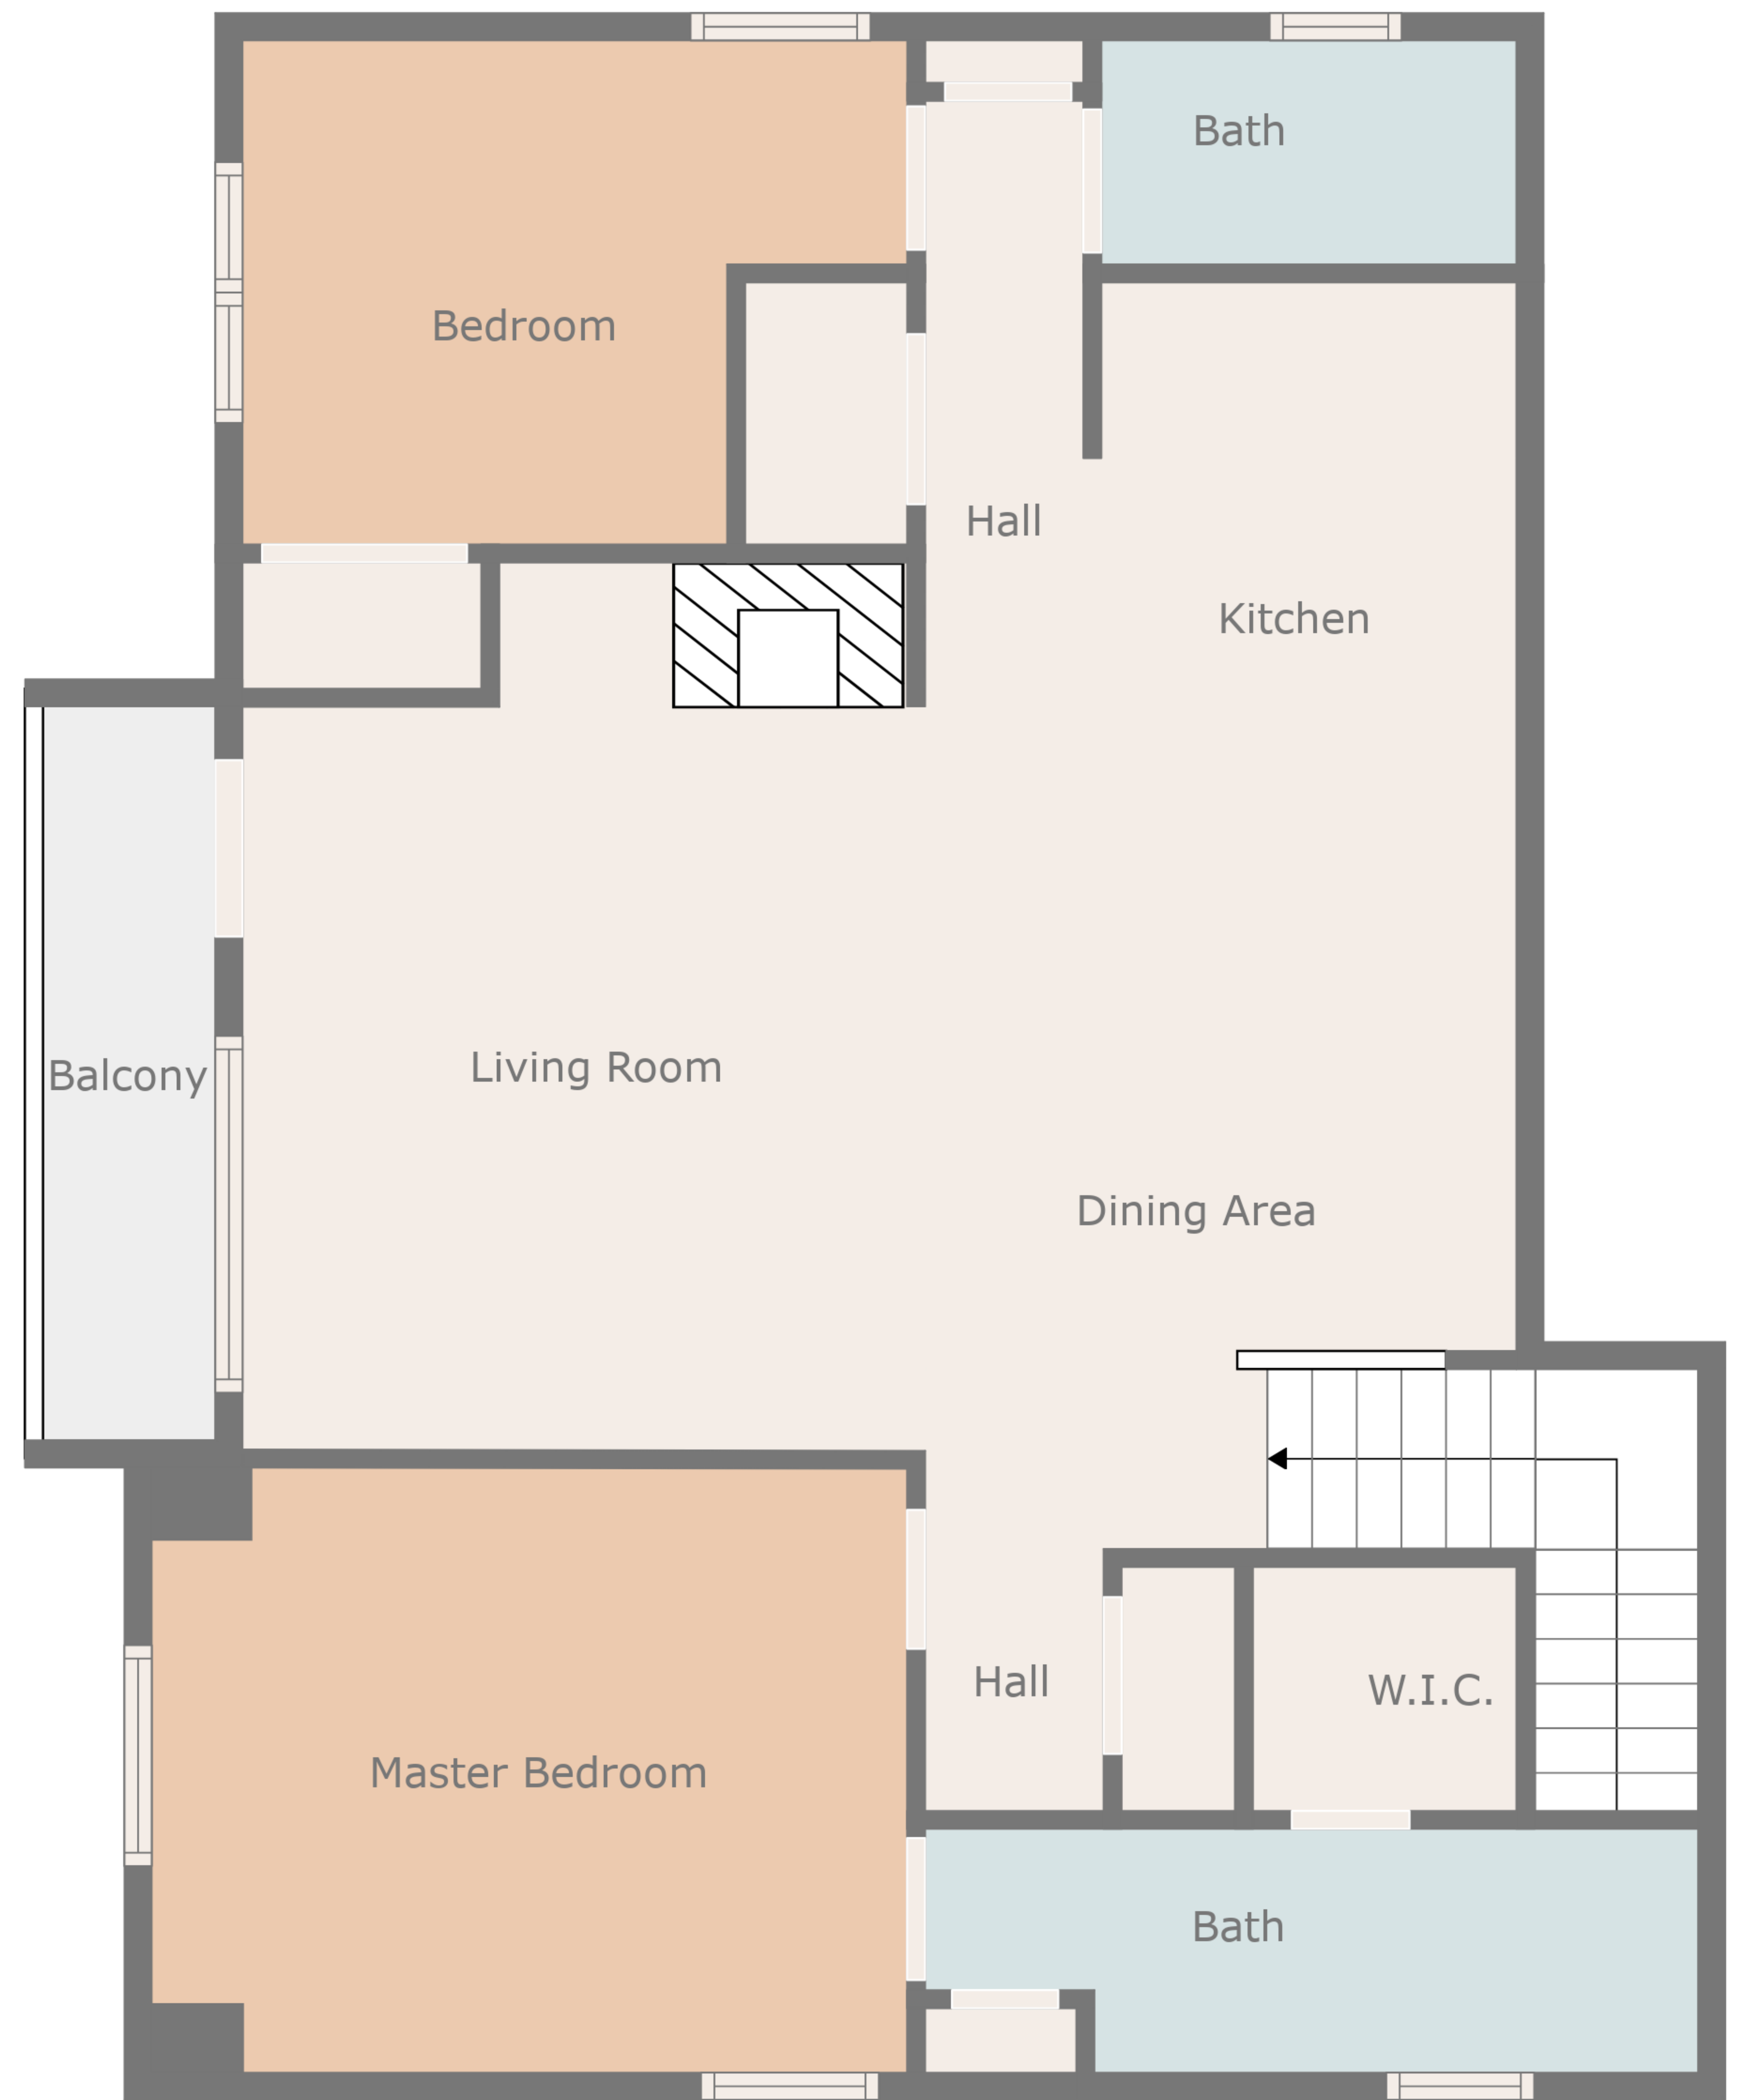 Bath
Bedroom
Hall
Kitchen
Balcony
Living Room
Dining Area
Hall
W.I.C.
Master Bedroom
Bath